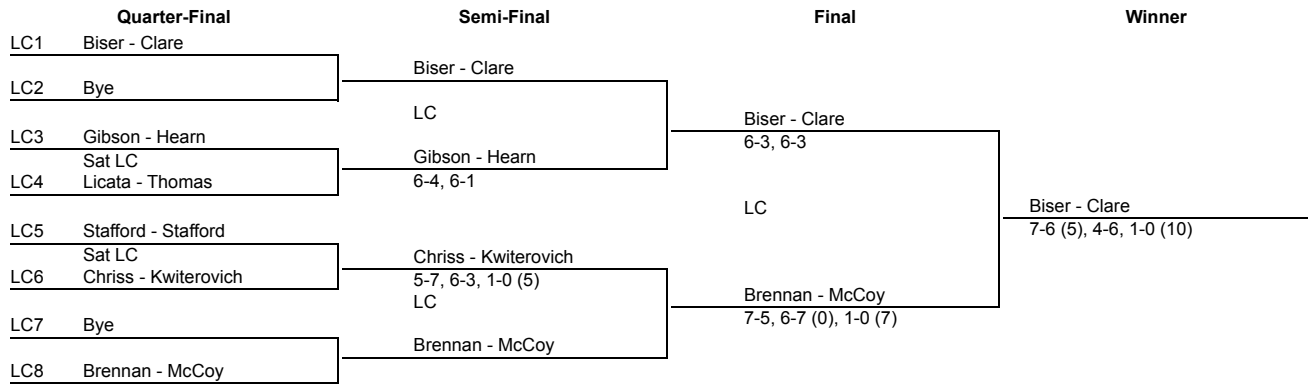 Quarter-Final Semi-Final Final Winner
LC1 Biser - Clare
Biser - Clare
LC2 Bye
LC
Biser - Clare
LC3 Gibson - Hearn
6-3, 6-3
Sat LC
Gibson - Hearn
LC4 Licata - Thomas
6-4, 6-1
LC
Biser - Clare
LC5 Stafford - Stafford
7-6 (5), 4-6, 1-0 (10)
Sat LC
Chriss - Kwiterovich
LC6 Chriss - Kwiterovich
5-7, 6-3, 1-0 (5)
LC
Brennan - McCoy
LC7 Bye
7-5, 6-7 (0), 1-0 (7)
Brennan - McCoy
LC8 Brennan - McCoy